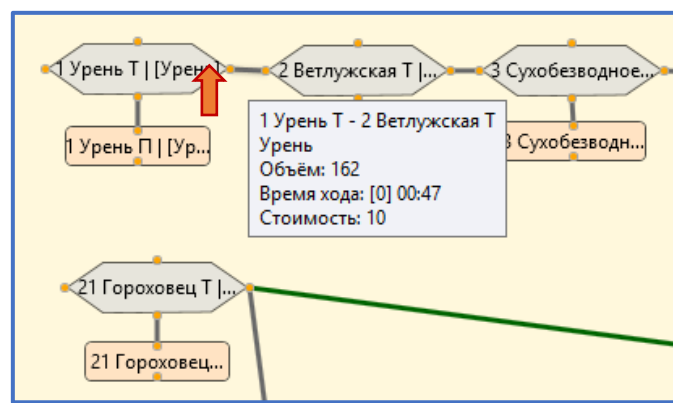 1 Урень Т | [Урень]
2 Ветлужская Т |...
3 Сухобезводное...
1 Урень П | [Ур...
1 Урень Т - 2 Ветлужская Т
Урень
Объём: 162
Время хода: [0] 00:47
Стоимость: 10
3 Сухобезводн...
21 Гороховец Т |...
21 Гороховец...